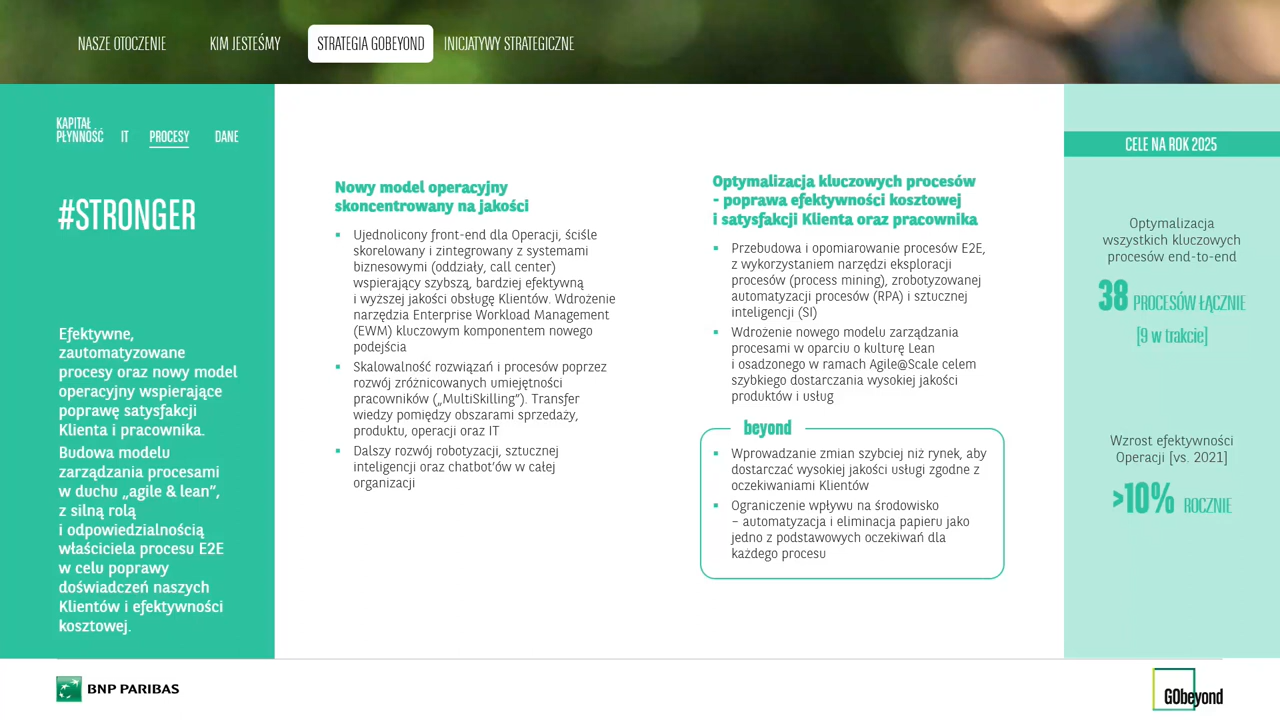 NASZE OTOCZENIE
KIM JESTEŚMY
STRATEGIA GOBEYOND
INICJATYWY STRATEGICZNE
KAPITAŁ
PŁYNNOŚĆ
IT
PROCESY
DANE
#STRONGER
Efektywne,
zautomatyzowane
procesy oraz nowy model
operacyjny wspierające
poprawę satysfakcji
Klienta i pracownika.
Budowa modelu
zarządzania procesami
w duchu „agile & lean”,
z silną rolą
i odpowiedzialnością
właściciela procesu E2E
w celu poprawy
doświadczeń naszych
Klientów i efektywności
kosztowej.
Nowy model operacyjny
skoncentrowany na jakości
▪ Ujednolicony front-end dla Operacji, ściśle
skorelowany i zintegrowany z systemami
biznesowymi (oddziały, call center)
wspierający szybszą, bardziej efektywną
i wyższej jakości obsługę Klientów. Wdrożenie
narzędzia Enterprise Workload Management
(EWM) kluczowym komponentem nowego
podejścia
▪ Skalowalność rozwiązań i procesów poprzez
rozwój zróżnicowanych umiejętności
pracowników („MultiSkilling”). Transfer
wiedzy pomiędzy obszarami sprzedaży,
produktu, operacji oraz IT
▪ Dalszy rozwój robotyzacji, sztucznej
inteligencji oraz chatbot’ów w całej
organizacji
Optymalizacja kluczowych procesów
- poprawa efektywności kosztowej
i satysfakcji Klienta oraz pracownika
▪ Przebudowa i opomiarowanie procesów E2E,
z wykorzystaniem narzędzi eksploracji
procesów (process mining), zrobotyzowanej
automatyzacji procesów (RPA) i sztucznej
inteligencji (SI)
▪ Wdrożenie nowego modelu zarządzania
procesami w oparciu o kulturę Lean
i osadzonego w ramach Agile@Scale celem
szybkiego dostarczania wysokiej jakości
produktów i usług
beyond
▪ Wprowadzanie zmian szybciej niż rynek, aby
dostarczać wysokiej jakości usługi zgodne z
oczekiwaniami Klientów
▪ Ograniczenie wpływu na środowisko
– automatyzacja i eliminacja papieru jako
jedno z podstawowych oczekiwań dla
każdego procesu
CELE NA ROK 2025
Optymalizacja
wszystkich kluczowych
procesów end-to-end
38 PROCESÓW ŁĄCZNIE
[9 w trakcie]
Wzrost efektywności
Operacji [vs. 2021]
>10% ROCZNIE
BNP PARIBAS
GObeyond